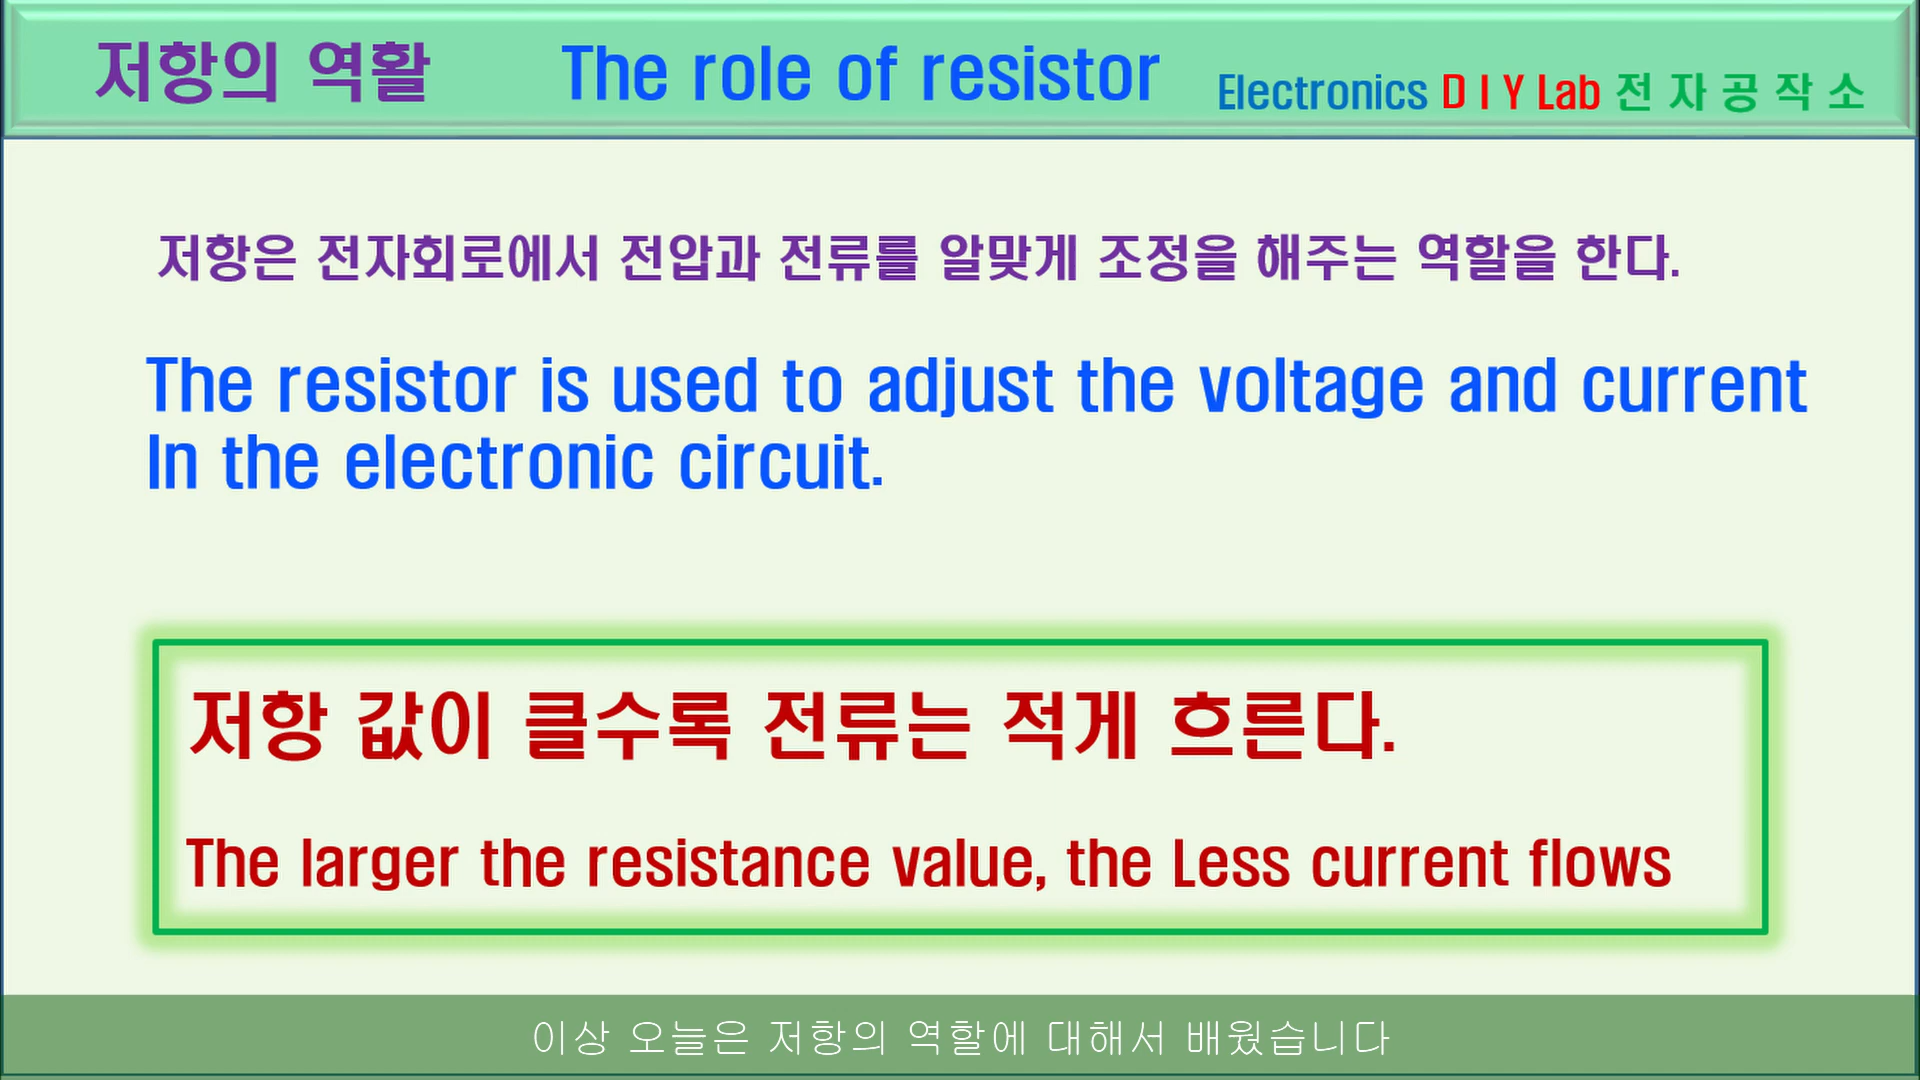 저항의 역활 The role of resistor Electronics D I Y Lab 전 자 공 작 소
저항은 전자회로에서 전압과 전류를 알맞게 조정을 해주는 역할을 한다.
The resistor is used to adjust the voltage and current
In the electronic circuit.
저항 값이 클수록 전류는 적게 흐른다.
The larger the resistance value, the Less current flows
이상 오늘은 저항의 역할에 대해서 배웠습니다